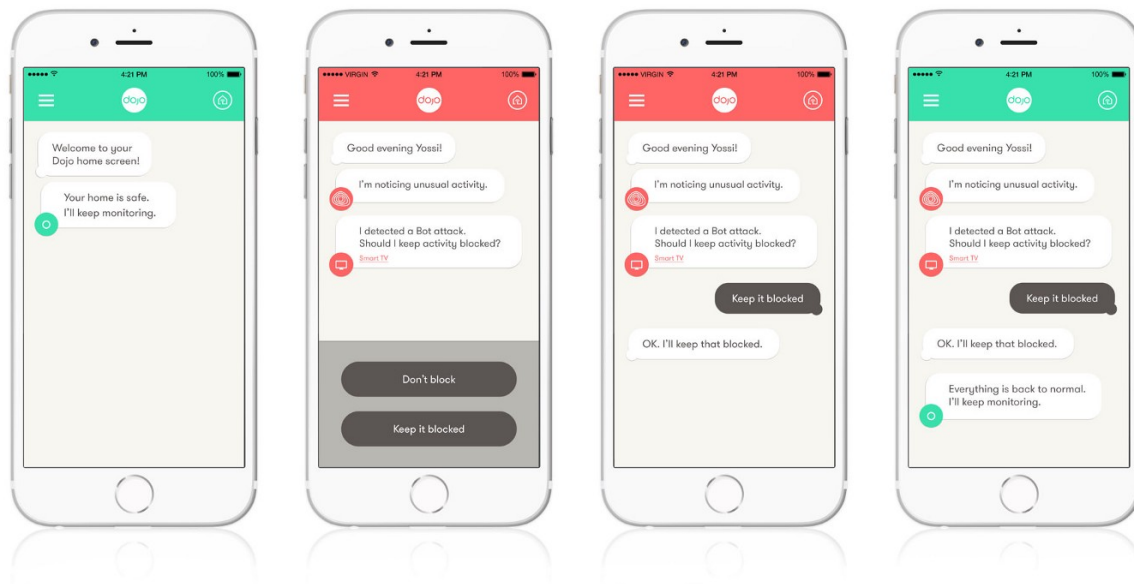 4:21 PM
100%
dojo
Welcome to your
Dojo home screen!
Your home is safe.
I'll keep monitoring.
VIRGIN
4:21 PM
100%
dojo
Good evening Yossi!
I'm noticing unusual activity.
I detected a Bot attack.
Should I keep activity blocked?
Smart TV
Don't block
Keep it blocked
VIRGIN
4:21 PM
100%
dojo
Good evening Yossi!
I'm noticing unusual activity.
I detected a Bot attack.
Should I keep activity blocked?
Smart TV
Keep it blocked
OK. I'll keep that blocked.
4:21 PM
100%
dojo
Good evening Yossi!
I'm noticing unusual activity.
I detected a Bot attack.
Should I keep activity blocked?
Smart TV
Keep it blocked
OK. I'll keep that blocked.
Everything is back to normal.
I'll keep monitoring.